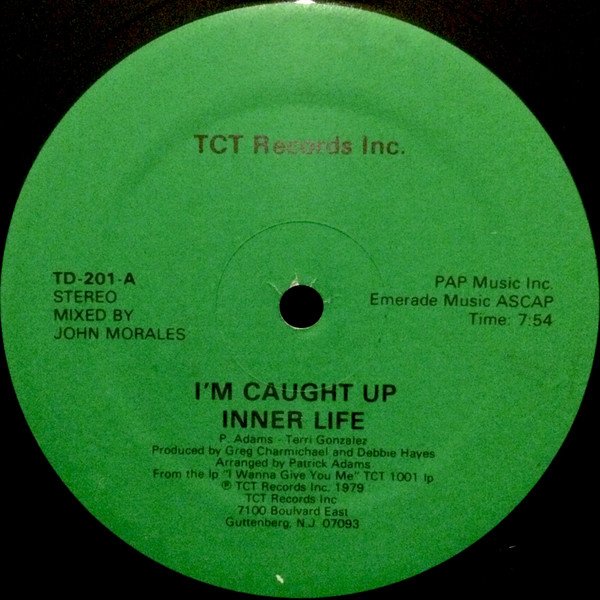 TCT Records Inc.
TD-201-A
STEREO
MIXED BY
JOHN MORALES
PAP Music Inc.
Emerade Music ASCAP
Time: 7:54
I'M CAUGHT UP
INNER LIFE
P. Adams - Terri Gonzalez
Produced by Greg Charmichael and Debbie Hayes
Arranged by Patrick Adams
From the lp "I Wanna Give You Me" TCT 1001 lp
℗ TCT Records Inc. 1979
TCT Records Inc
7100 Boulvard East
Guttenberg, N.J. 07093